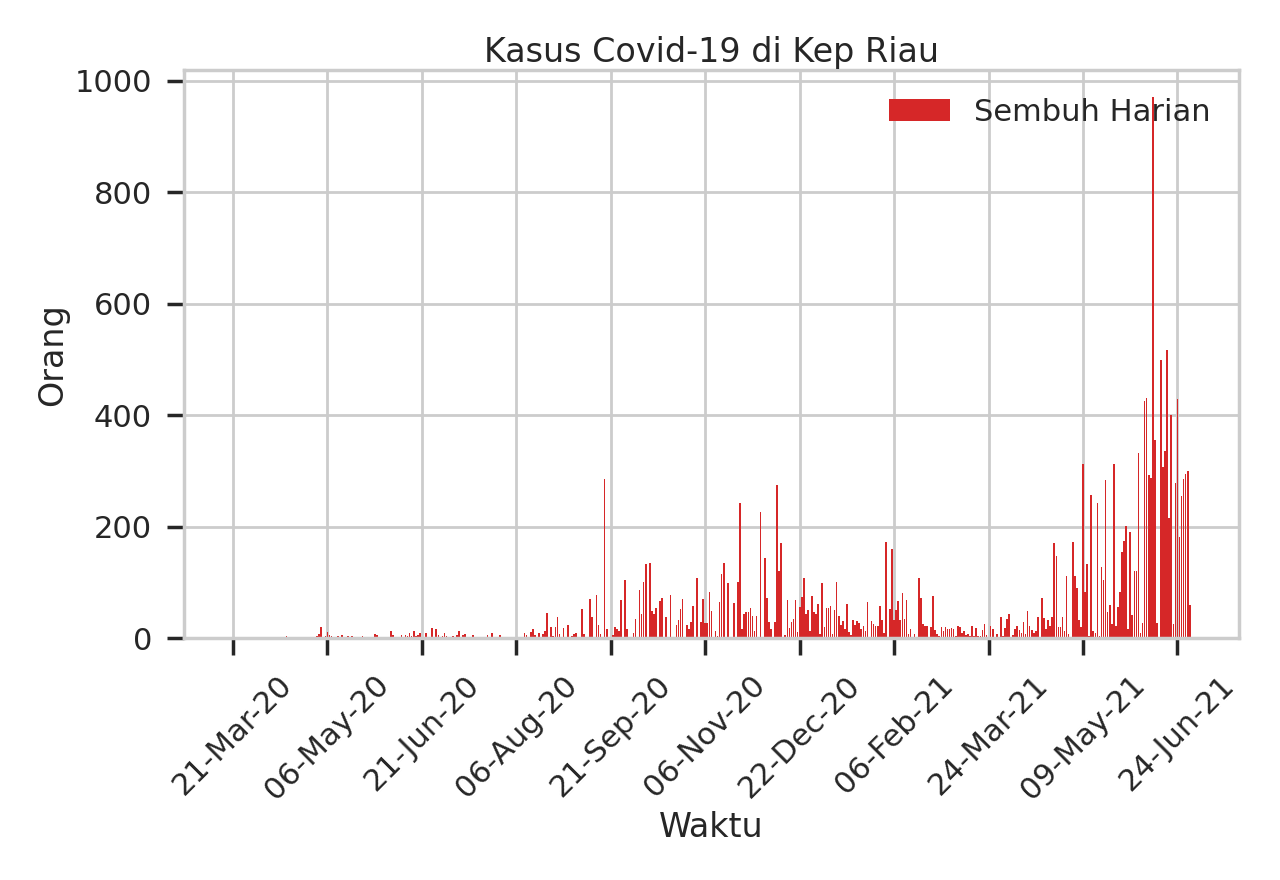 Kasus Covid-19 di Kep Riau
Sembuh Harian
Orang
1000
800
600
400
200
0
21-Mar-20
06-May-20
21-Jun-20
06-Aug-20
21-Sep-20
06-Nov-20
22-Dec-20
06-Feb-21
24-Mar-21
09-May-21
24-Jun-21
Waktu